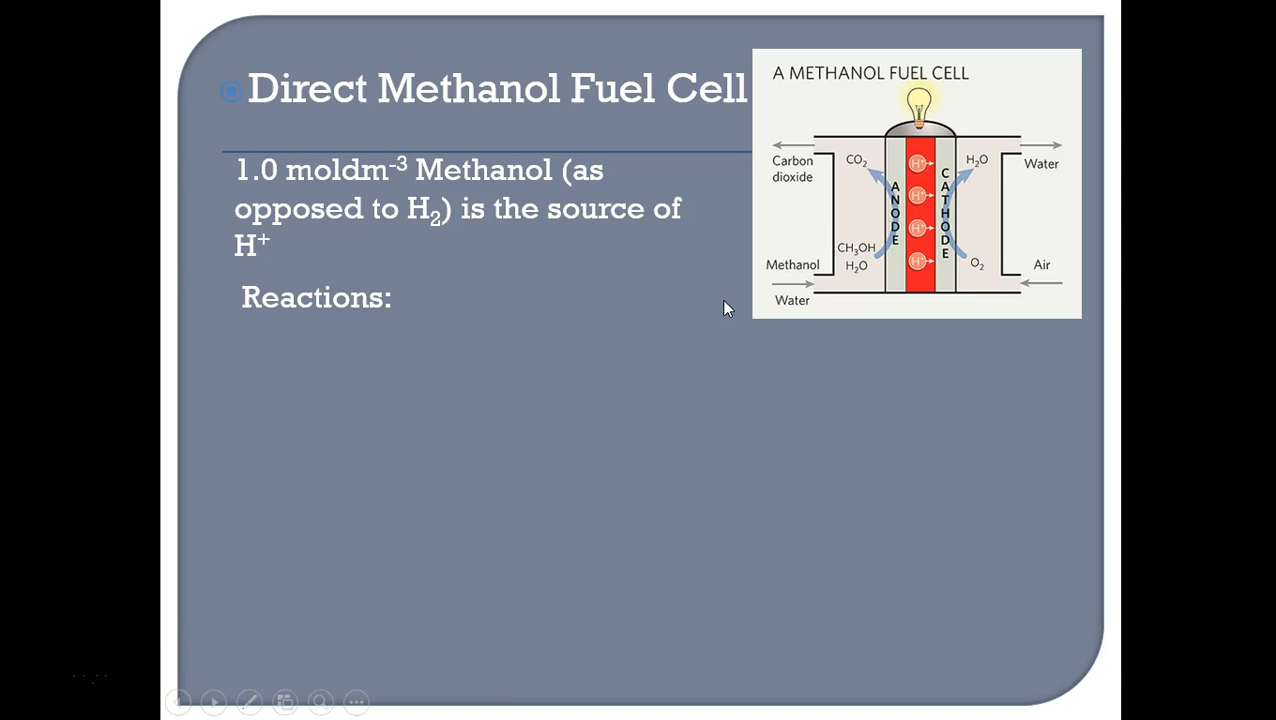 Direct Methanol Fuel Cell
1.0 moldm⁻³ Methanol (as
opposed to H₂) is the source of
H⁺
Reactions:
A METHANOL FUEL CELL
Carbon
dioxide
CO₂
H⁺
H⁺
H⁺
H⁺
H₂O
Water
ANODE
CATHODE
CH₃OH
H₂O
O₂
Methanol
Water
Air